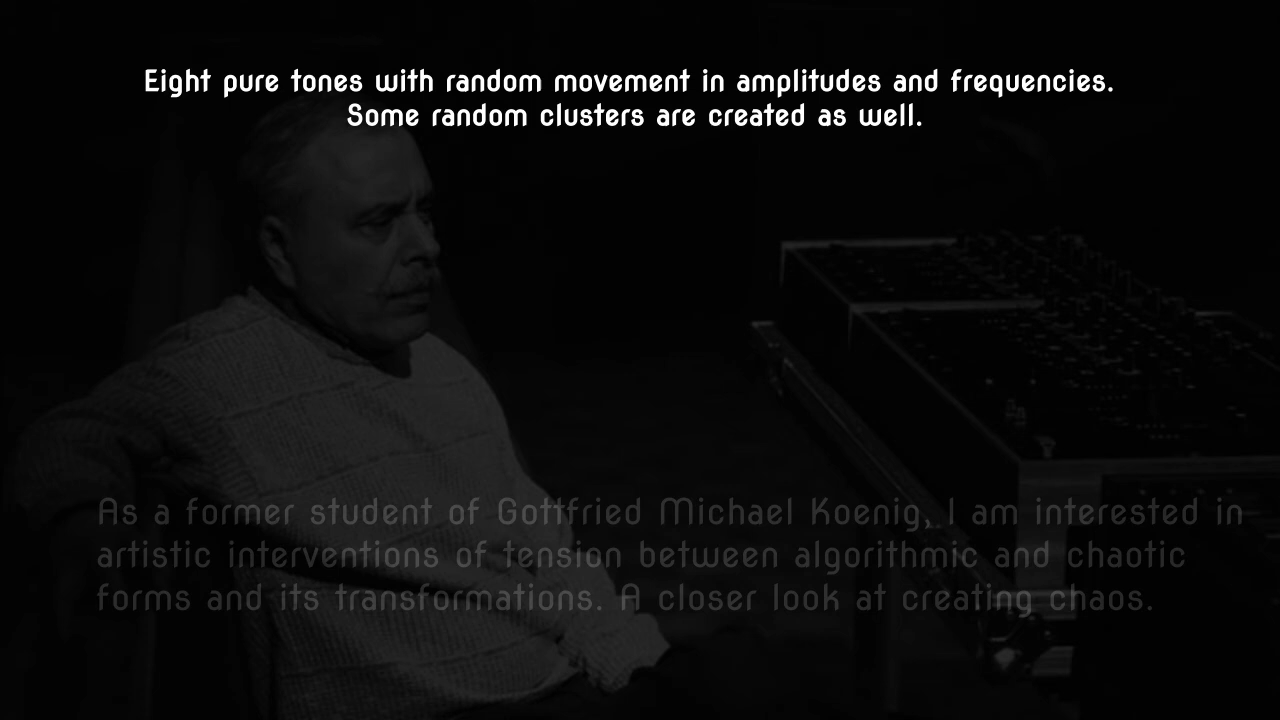 Eight pure tones with random movement in amplitudes and frequencies.
Some random clusters are created as well.
As a former student of Gottfried Michael Koenig, I am interested in
artistic interventions of tension between algorithmic and chaotic
forms and its transformations. A closer look at creating chaos.